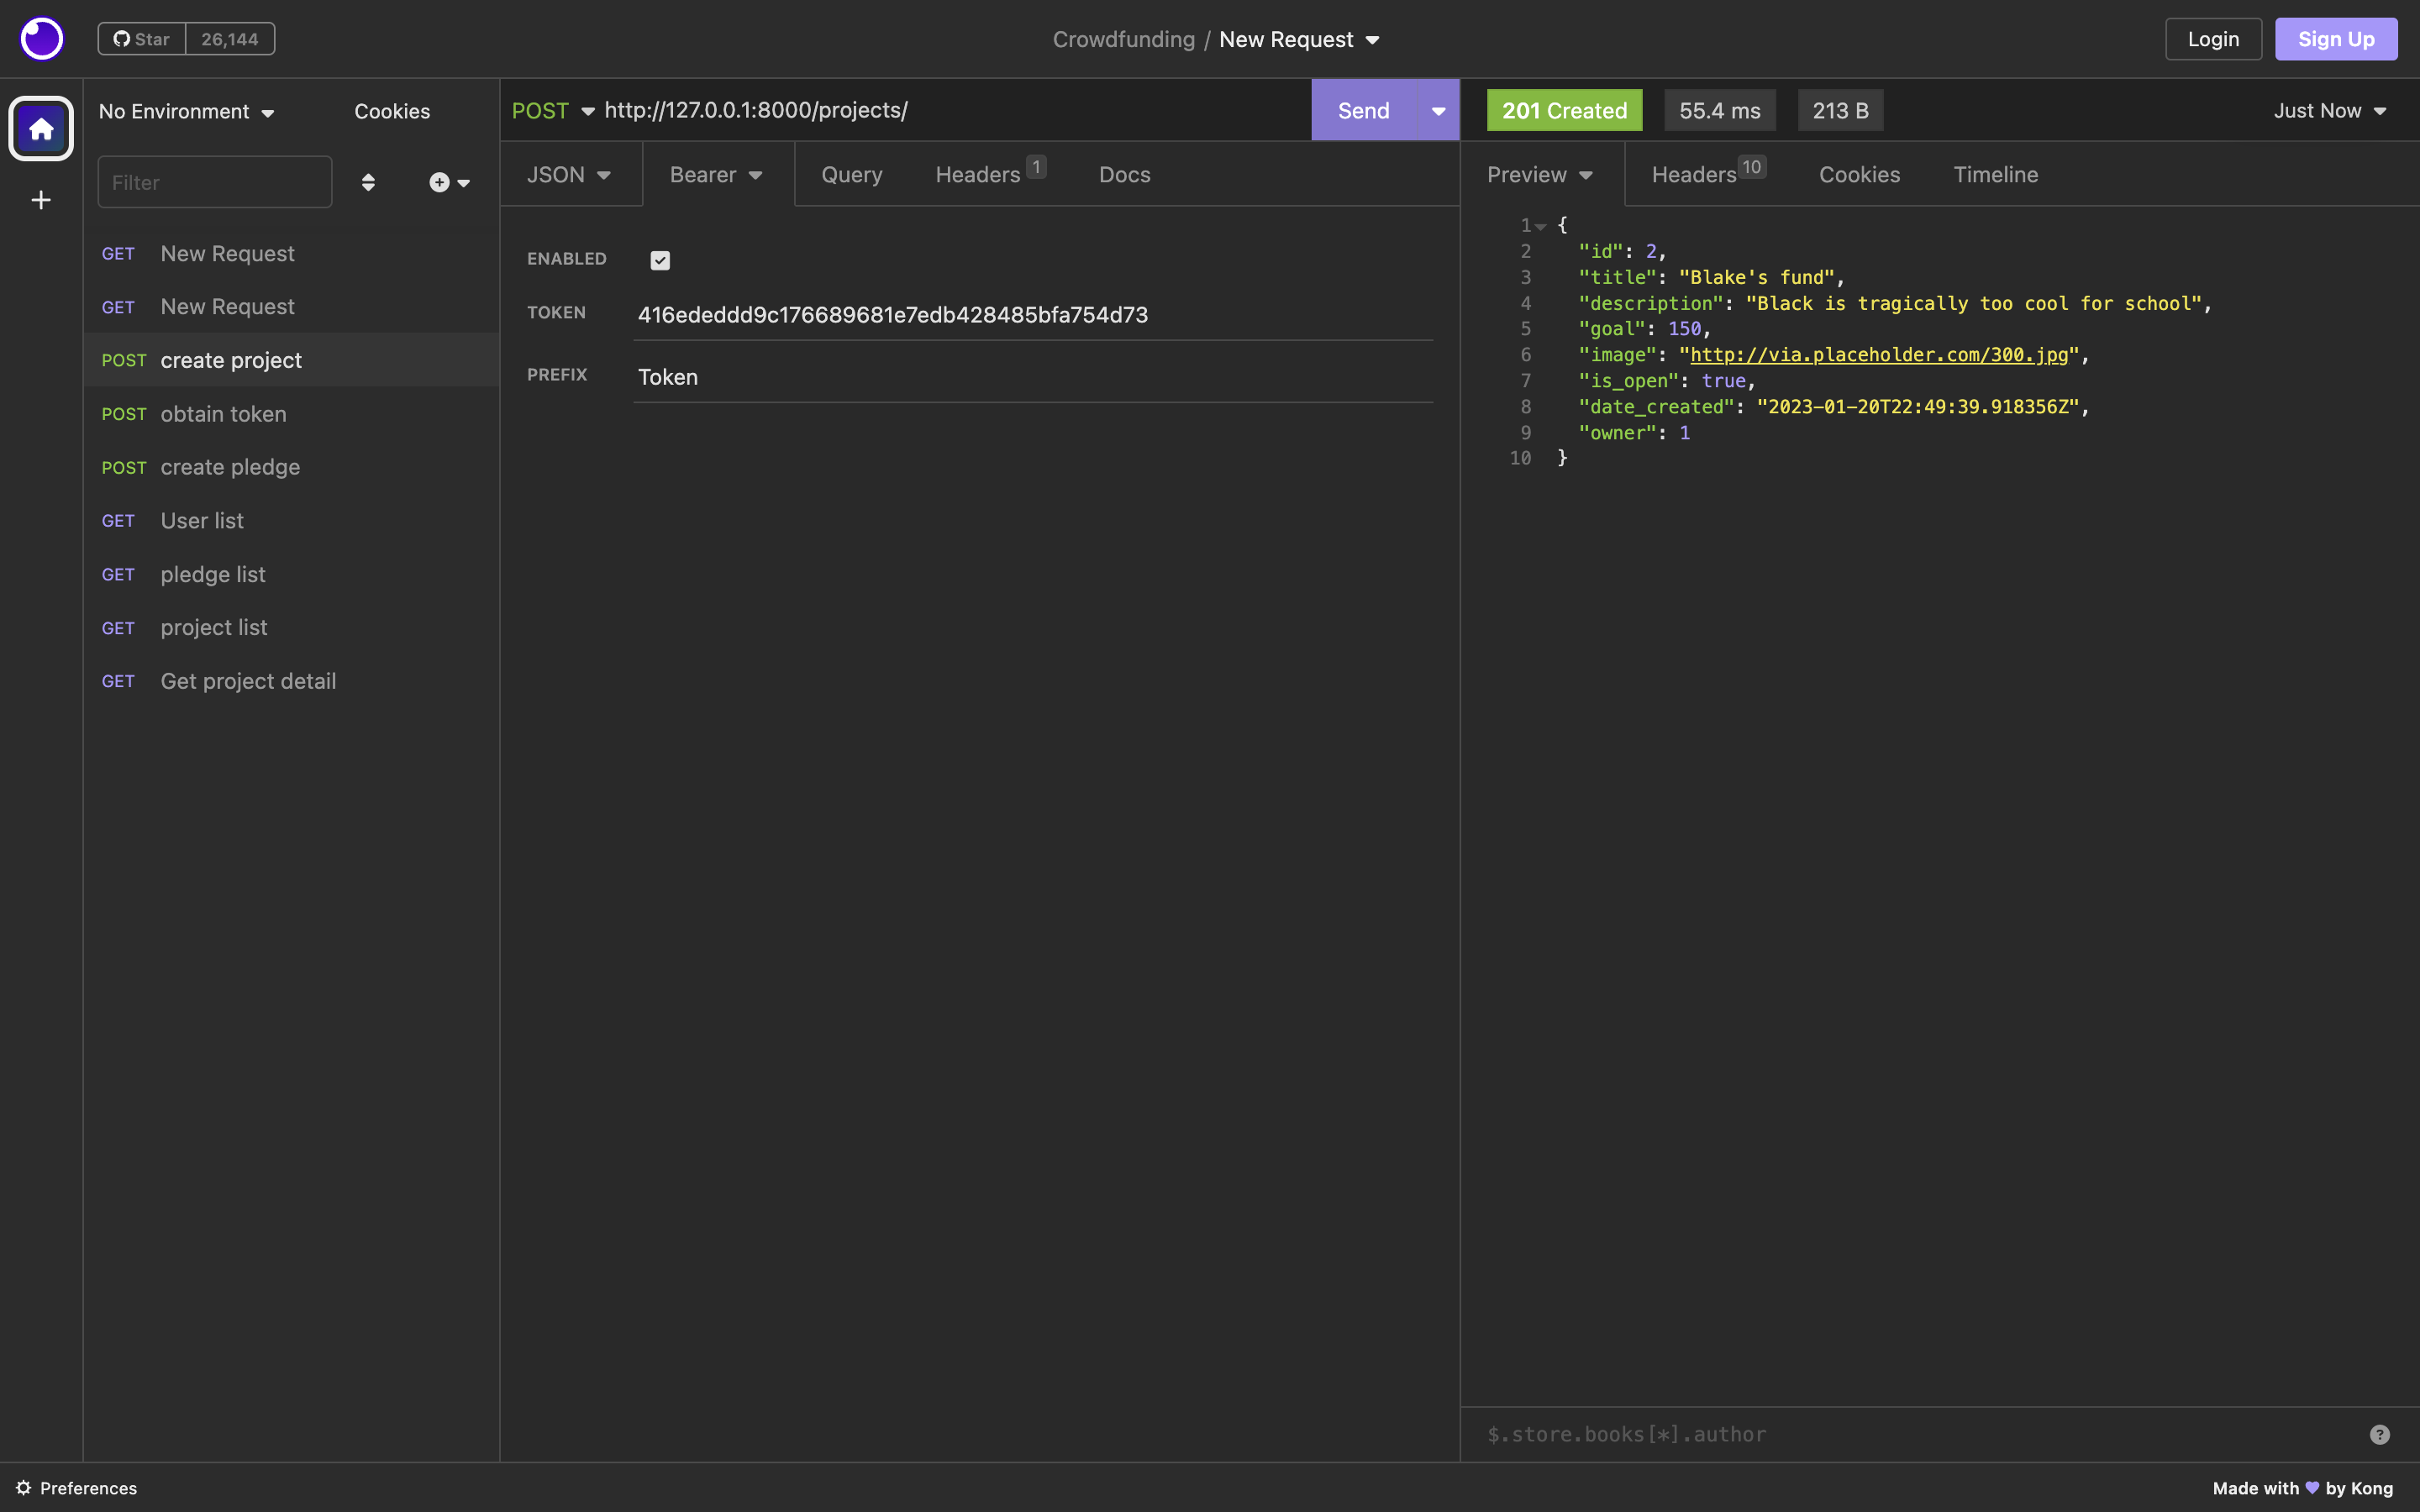 Star 26,144
Crowdfunding / New Request
Login
Sign Up
No Environment
Cookies
Filter
GET New Request
GET New Request
POST create project
POST obtain token
POST create pledge
GET User list
GET pledge list
GET project list
GET Get project detail
POST http://127.0.0.1:8000/projects/
Send
JSON Bearer Query Headers 1 Docs
ENABLED
TOKEN 416ededdd9c176689681e7edb428485bfa754d73
PREFIX Token
201 Created 55.4 ms 213 B Just Now
Preview Headers 10 Cookies Timeline
1 {
2 "id": 2,
3 "title": "Blake's fund",
4 "description": "Black is tragically too cool for school",
5 "goal": 150,
6 "image": "http://via.placeholder.com/300.jpg",
7 "is_open": true,
8 "date_created": "2023-01-20T22:49:39.918356Z",
9 "owner": 1
10 }
$.store.books[*].author
?
Preferences
Made with ♥ by Kong